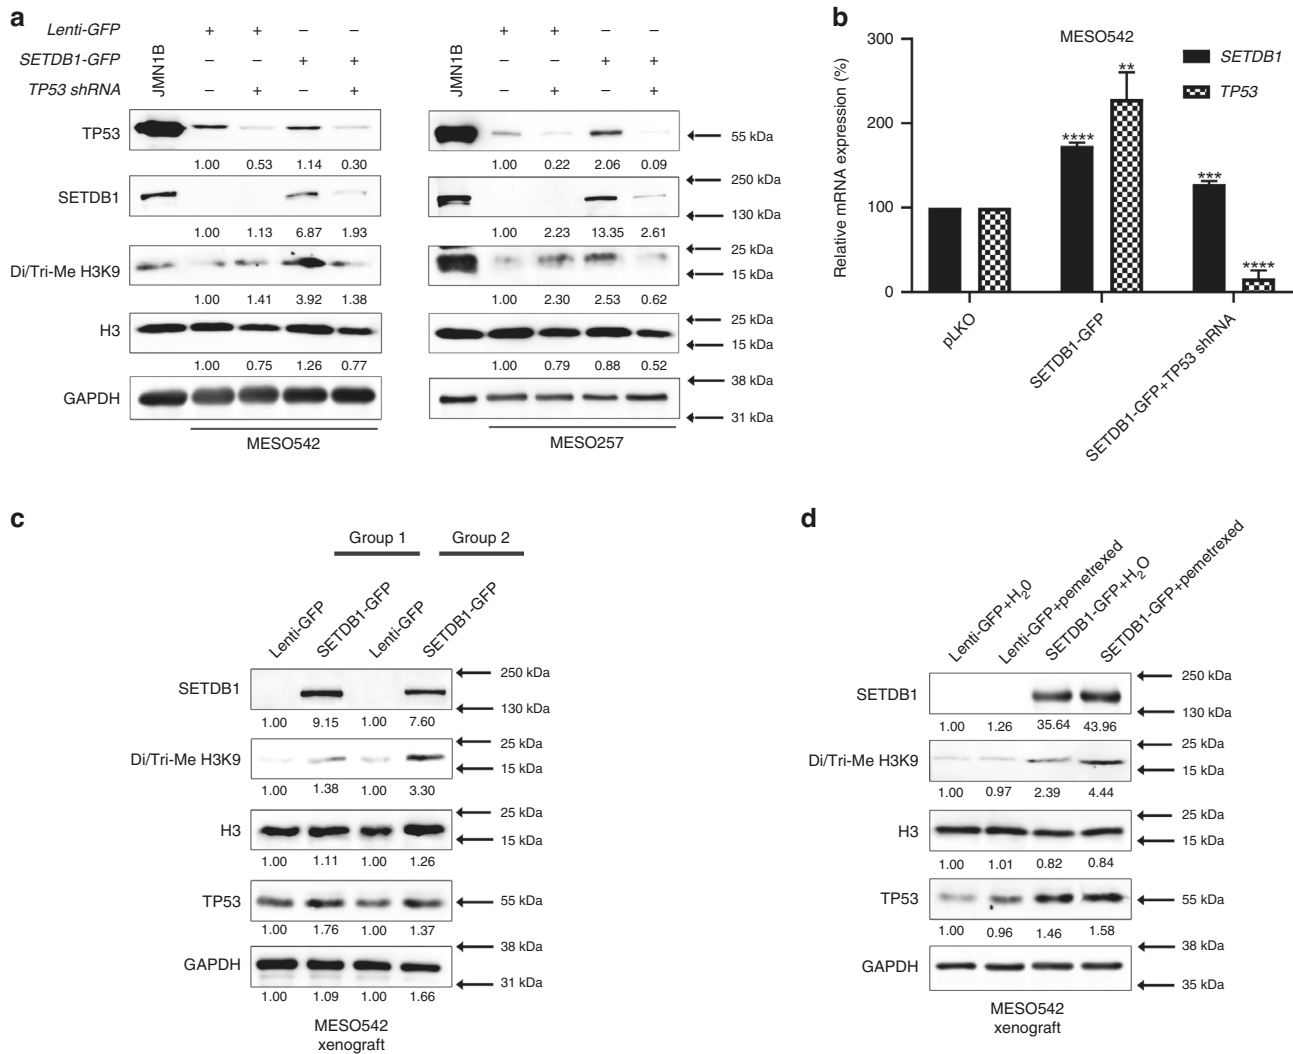 a
Lenti-GFP + + – – + + – –
SETDB1-GFP – – + + – – + +
TP53 shRNA – + – + – + – +
JMN1B JMN1B
TP53 55 kDa
1.00 0.53 1.14 0.30 1.00 0.22 2.06 0.09
250 kDa
SETDB1
130 kDa
1.00 1.13 6.87 1.93 1.00 2.23 13.35 2.61
25 kDa
Di/Tri-Me H3K9 15 kDa
1.00 1.41 3.92 1.38 1.00 2.30 2.53 0.62
25 kDa
H3
15 kDa
1.00 0.75 1.26 0.77 1.00 0.79 0.88 0.52
38 kDa
GAPDH
31 kDa
MESO542 MESO257
b
MESO542
Relative mRNA expression (%)
300
200
100
0
SETDB1
TP53
**
****
***
****
pLKO
SETDB1-GFP
SETDB1-GFP+TP53 shRNA
c
Group 1 Group 2
Lenti-GFP
SETDB1-GFP
Lenti-GFP
SETDB1-GFP
250 kDa
SETDB1
130 kDa
1.00 9.15 1.00 7.60
25 kDa
Di/Tri-Me H3K9
15 kDa
1.00 1.38 1.00 3.30
25 kDa
H3
15 kDa
1.00 1.11 1.00 1.26
TP53 55 kDa
1.00 1.76 1.00 1.37
38 kDa
GAPDH
31 kDa
1.00 1.09 1.00 1.66
MESO542
xenograft
d
Lenti-GFP+H₂0
Lenti-GFP+pemetrexed
SETDB1-GFP+H₂O
SETDB1-GFP+pemetrexed
250 kDa
SETDB1
130 kDa
1.00 1.26 35.64 43.96
25 kDa
Di/Tri-Me H3K9
15 kDa
1.00 0.97 2.39 4.44
25 kDa
H3
15 kDa
1.00 1.01 0.82 0.84
TP53 55 kDa
1.00 0.96 1.46 1.58
38 kDa
GAPDH
35 kDa
MESO542
xenograft